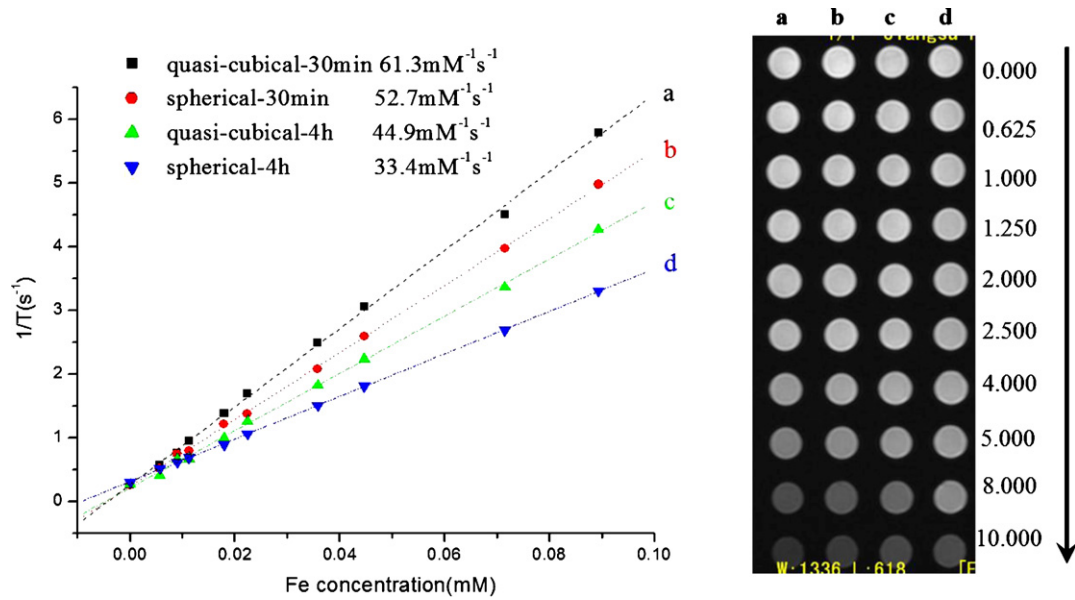 quasi-cubical-30min 61.3mM⁻¹s⁻¹
spherical-30min 52.7mM⁻¹s⁻¹
quasi-cubical-4h 44.9mM⁻¹s⁻¹
spherical-4h 33.4mM⁻¹s⁻¹
a
b
c
d
1/T(s⁻¹)
6
5
4
3
2
1
0
0.00 0.02 0.04 0.06 0.08 0.10
Fe concentration(mM)
a b c d
0.000
0.625
1.000
1.250
2.000
2.500
4.000
5.000
8.000
10.000
W:1336 L:618